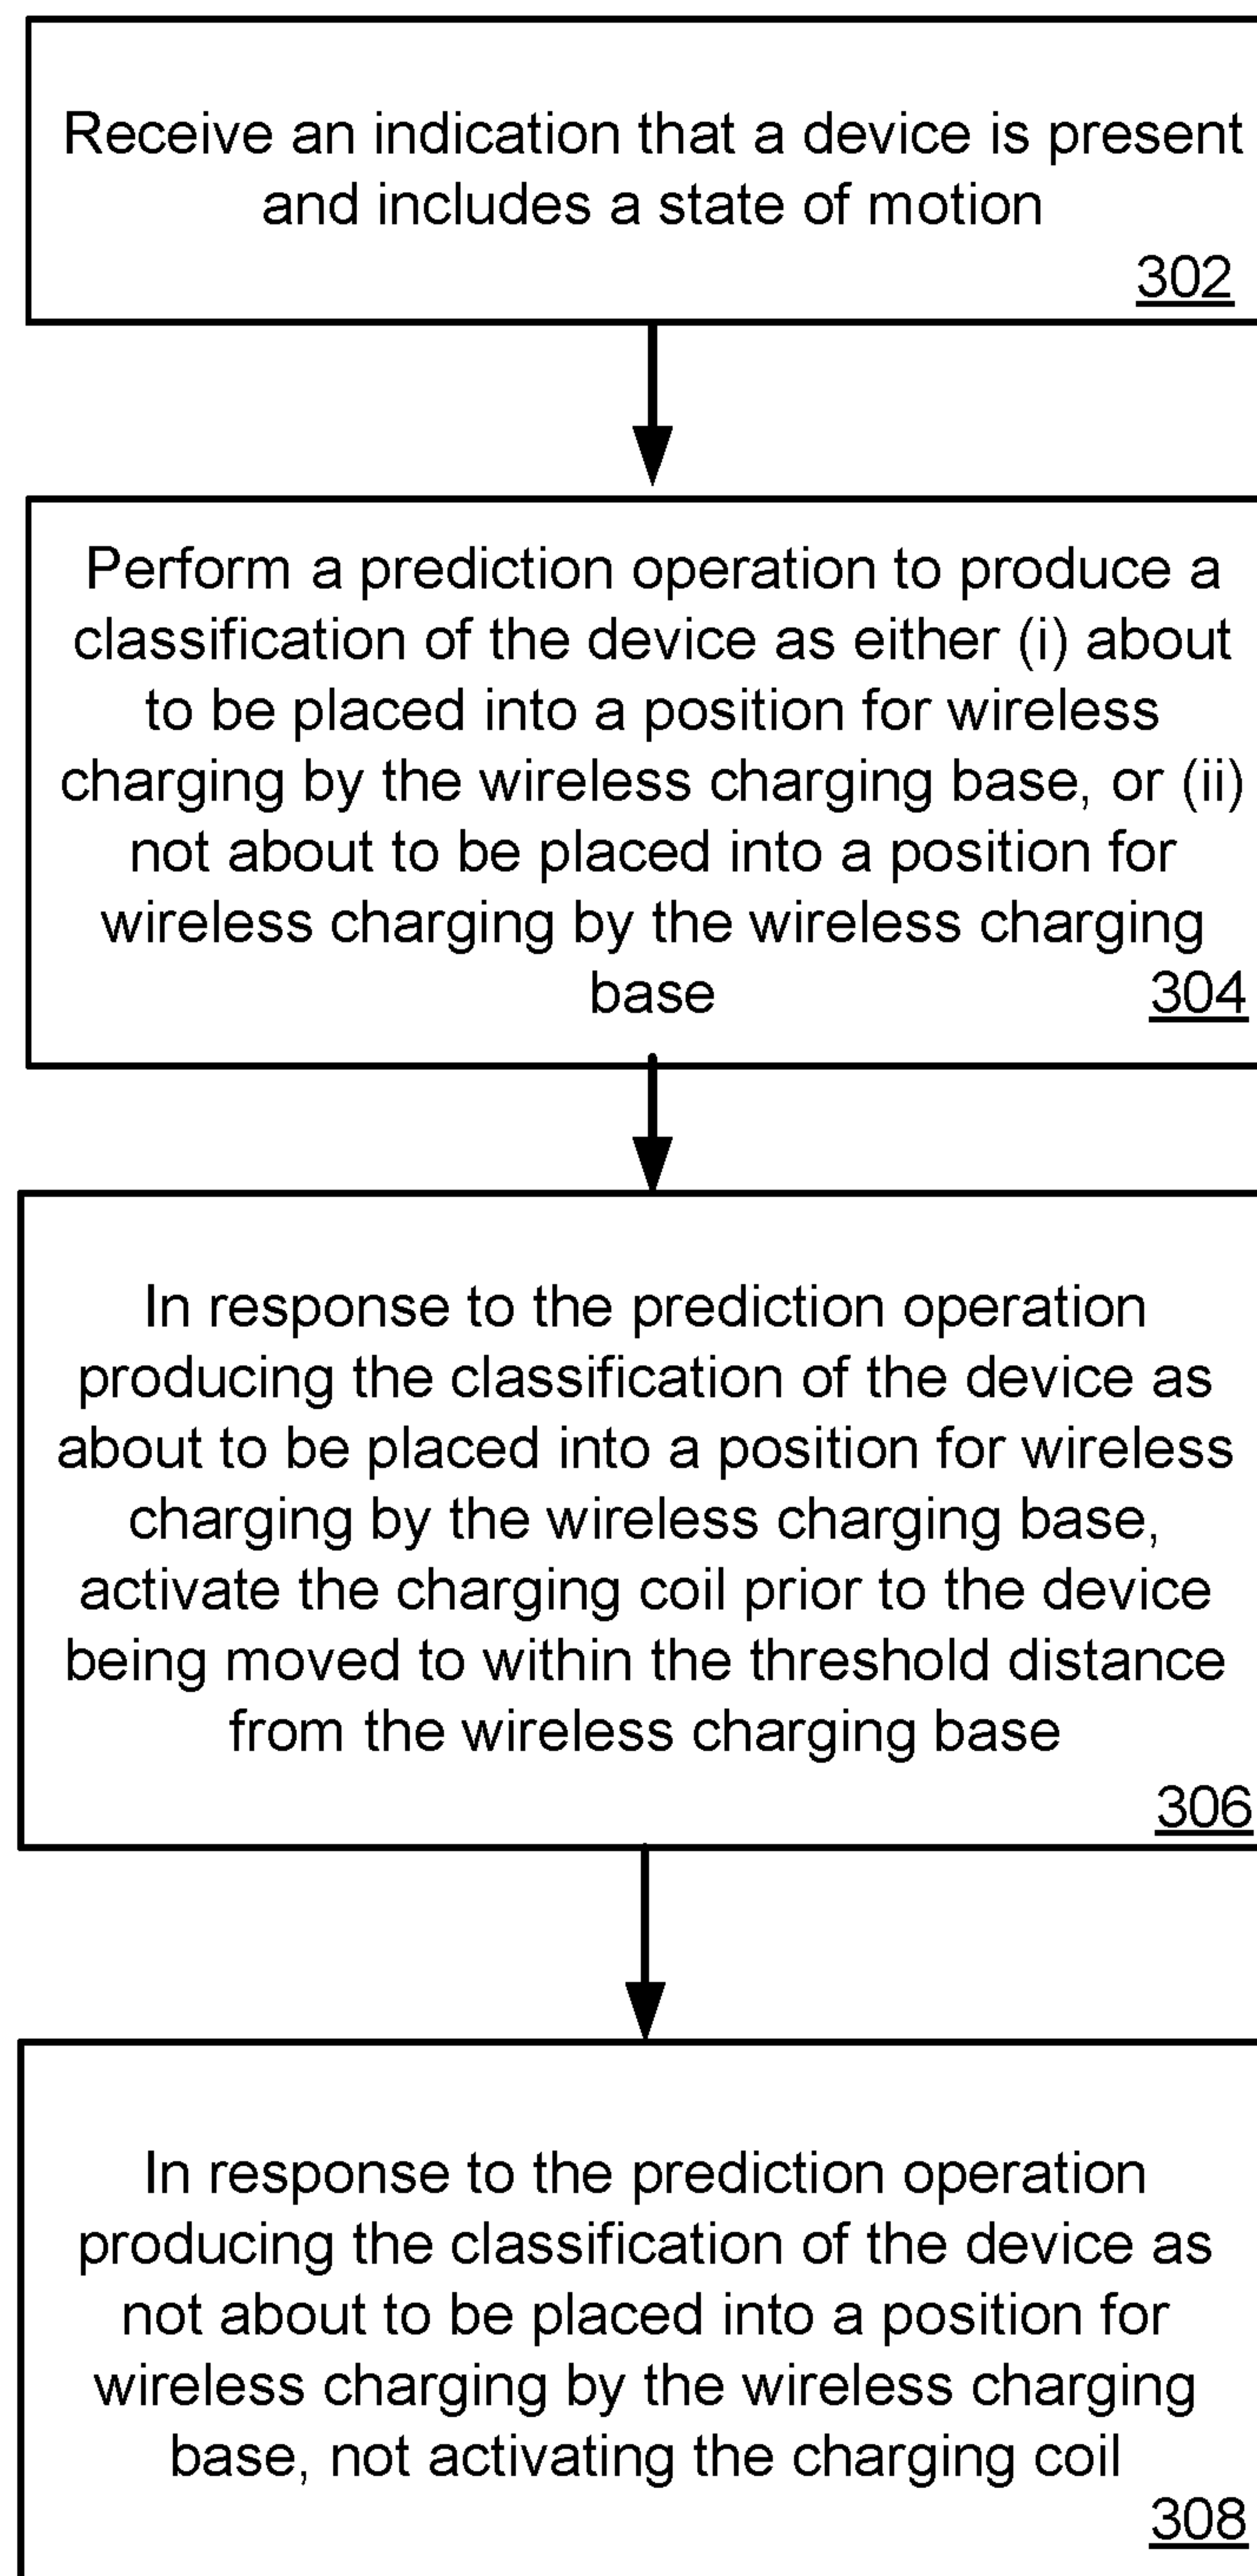 Receive an indication that a device is present
and includes a state of motion
302
Perform a prediction operation to produce a
classification of the device as either (i) about
to be placed into a position for wireless
charging by the wireless charging base, or (ii)
not about to be placed into a position for
wireless charging by the wireless charging
base
304
In response to the prediction operation
producing the classification of the device as
about to be placed into a position for wireless
charging by the wireless charging base,
activate the charging coil prior to the device
being moved to within the threshold distance
from the wireless charging base
306
In response to the prediction operation
producing the classification of the device as
not about to be placed into a position for
wireless charging by the wireless charging
base, not activating the charging coil
308